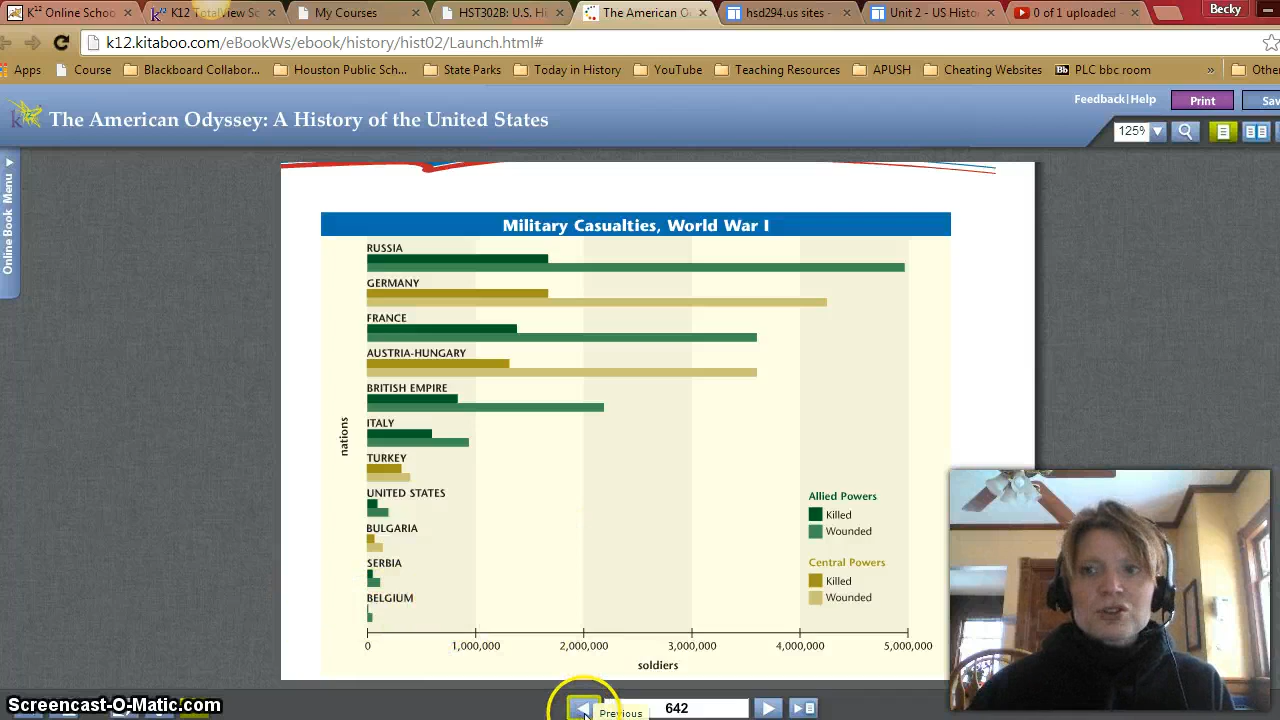 K12 Online Schoo
K12 TotalView Sc
My Courses
HST302B: U.S. Hi
The American O
hsd294.us sites -
Unit 2 - US Histo
0 of 1 uploaded -
Becky
k12.kitaboo.com/eBookWs/ebook/history/hist02/Launch.html#
Apps
Course
Blackboard Collabor...
Houston Public Sch...
State Parks
Today in History
YouTube
Teaching Resources
APUSH
Cheating Websites
Bb PLC bbc room
»
Other
Feedback|Help
Print
Sav
The American Odyssey: A History of the United States
125%
Online Book Menu
Military Casualties, World War I
RUSSIA
GERMANY
FRANCE
AUSTRIA-HUNGARY
BRITISH EMPIRE
ITALY
nations
TURKEY
UNITED STATES
BULGARIA
SERBIA
BELGIUM
Allied Powers
Killed
Wounded
Central Powers
Killed
Wounded
0 1,000,000 2,000,000 3,000,000 4,000,000 5,000,000
soldiers
Screencast-O-Matic.com
Previous
642